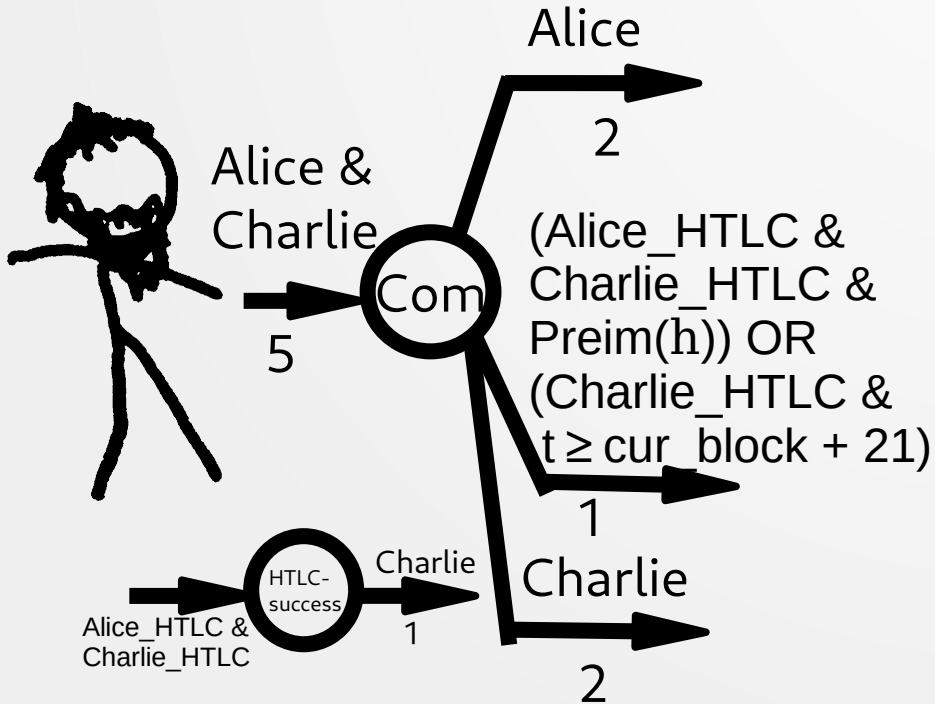 Alice
2
Alice &
Charlie
5
Com
(Alice_HTLC &
Charlie_HTLC &
Preim(h)) OR
(Charlie_HTLC &
t ≥ cur_block + 21)
1
Charlie
2
HTLC-
success
Charlie
1
Alice_HTLC &
Charlie_HTLC